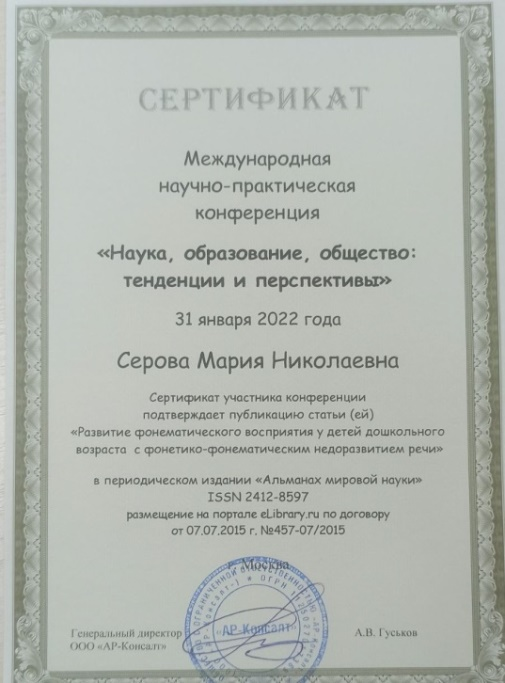 СЕРТИФИКАТ
Международная
научно-практическая
конференция
«Наука, образование, общество:
тенденции и перспективы»
31 января 2022 года
Серова Мария Николаевна
Сертификат участника конференции
подтверждает публикацию статьи (ей)
«Развитие фонематического восприятия у детей дошкольного
возраста с фонетико-фонематическим недоразвитием речи»
в периодическом издании «Альманах мировой науки»
ISSN 2412-8597
размещение на портале eLibrary.ru по договору
от 07.07.2015 г. №457-07/2015
г. Москва
«АР-Консалт»
Генеральный директор
ООО «АР-Консалт»
А.В. Гуськов